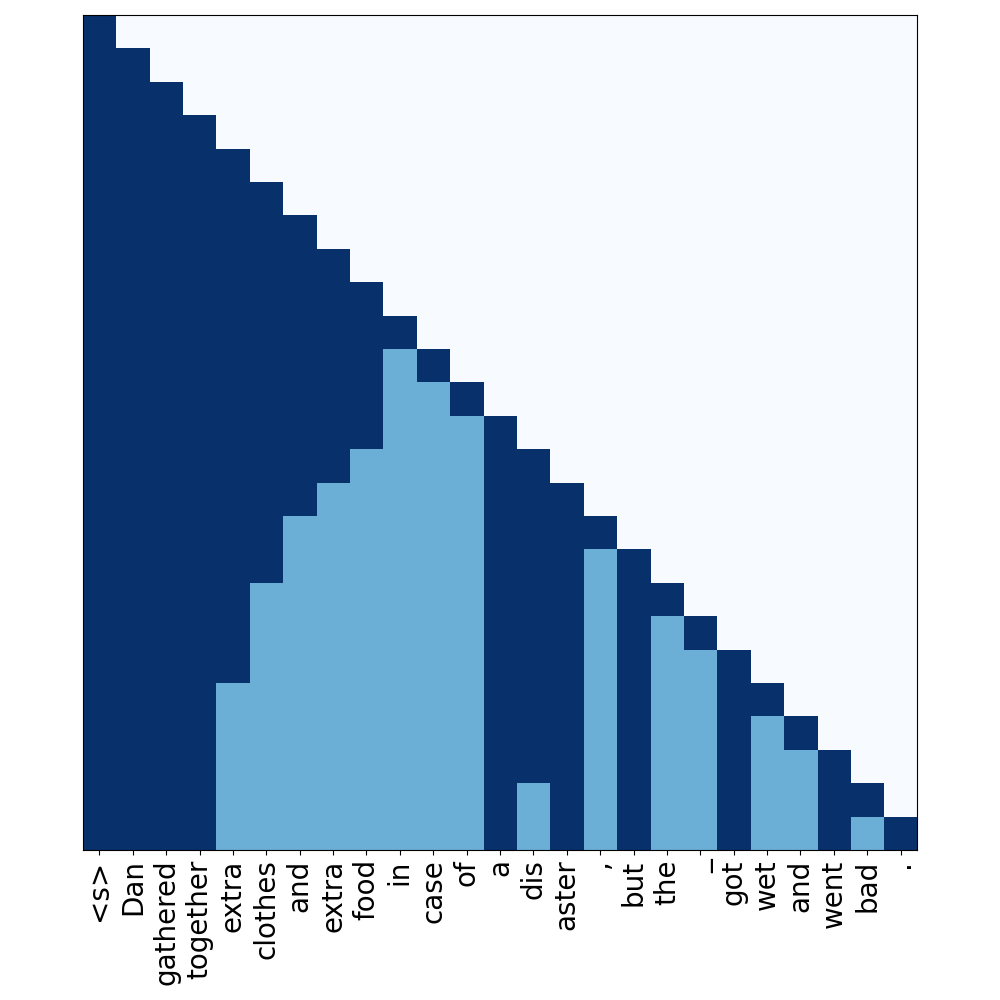 <s>
Dan
gathered
together
extra
clothes
and
extra
food
in
case
of
a
dis
aster
,
but
the
_
got
wet
and
went
bad
.